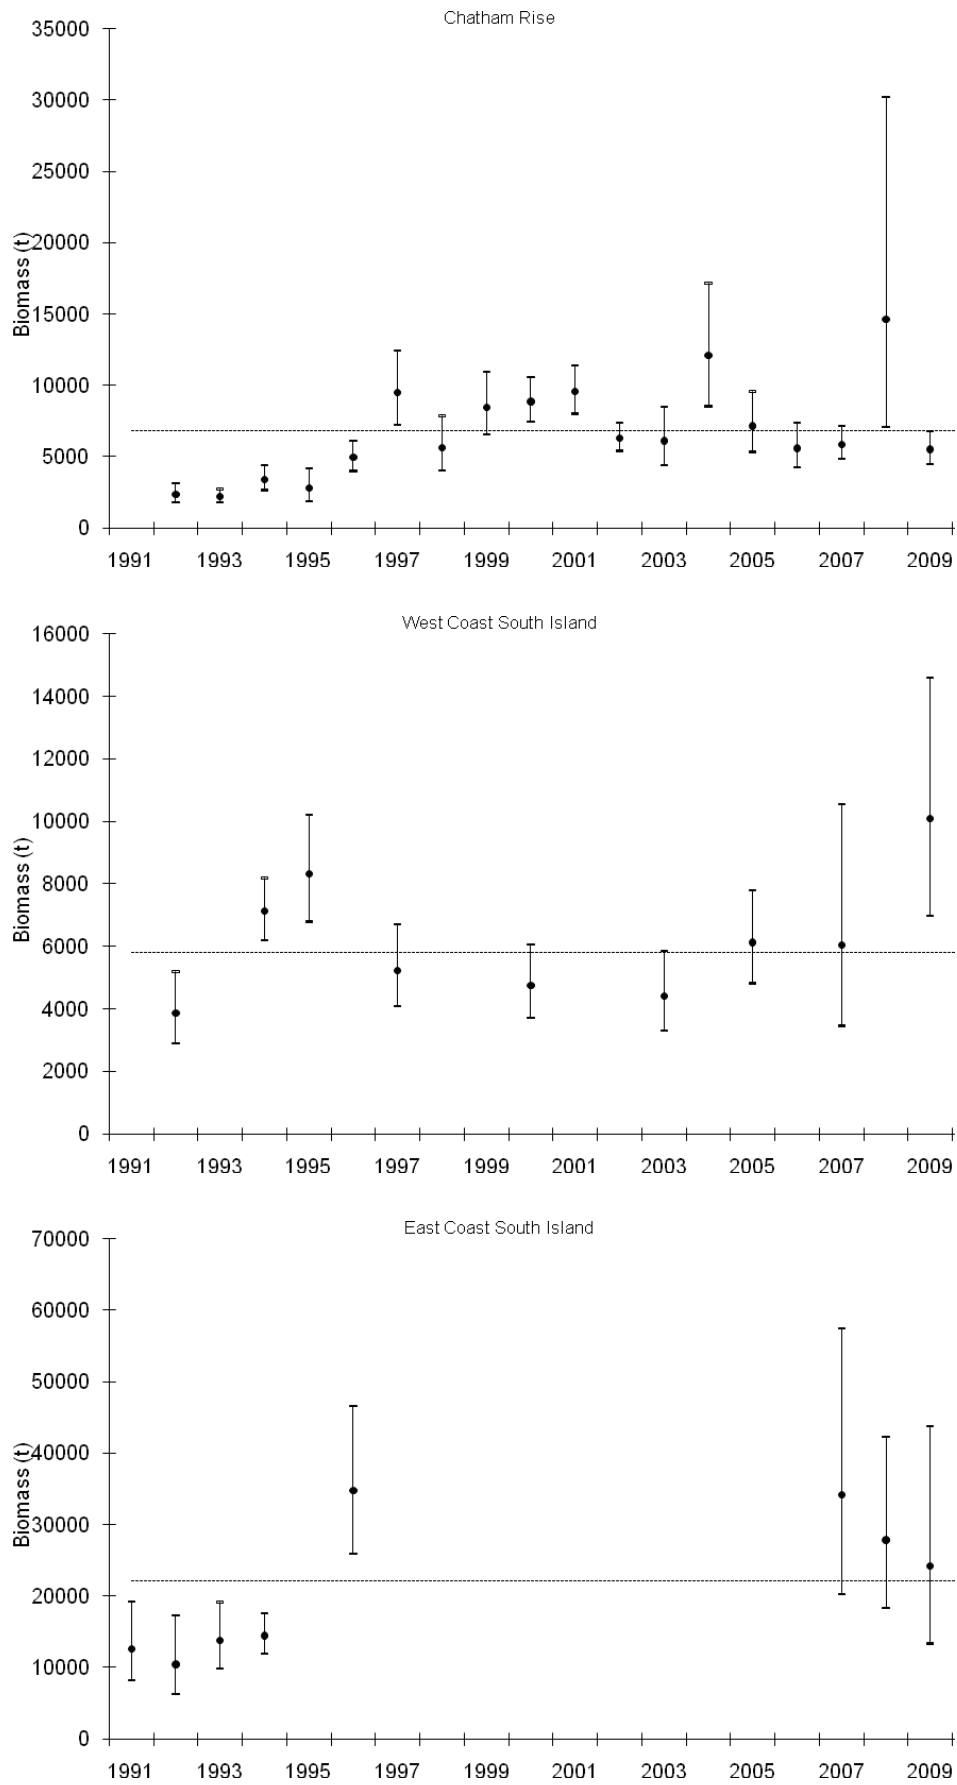 Chatham Rise
35000
30000
25000
20000
15000
10000
5000
0
Biomass (t)
1991 1993 1995 1997 1999 2001 2003 2005 2007 2009
West Coast South Island
16000
14000
12000
10000
8000
6000
4000
2000
0
Biomass (t)
1991 1993 1995 1997 1999 2001 2003 2005 2007 2009
East Coast South Island
70000
60000
50000
40000
30000
20000
10000
0
Biomass (t)
1991 1993 1995 1997 1999 2001 2003 2005 2007 2009